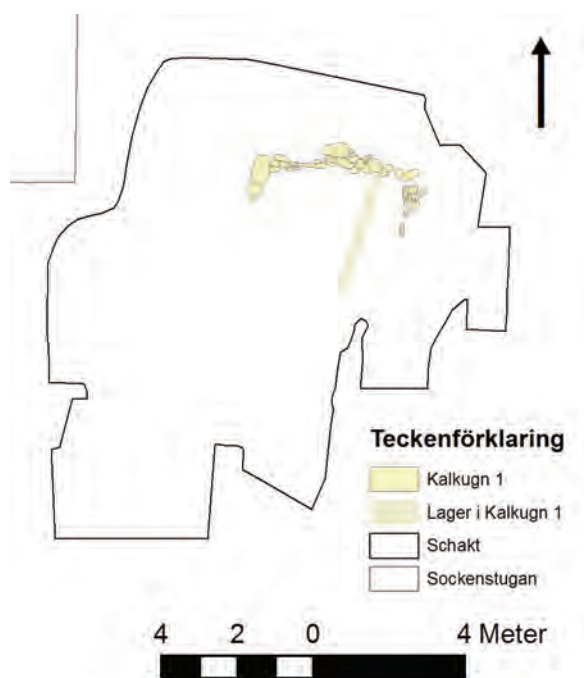 Teckenförklaring
Kalkugn 1
Lager i Kalkugn 1
Schakt
Sockenstugan
4 2 0 4 Meter